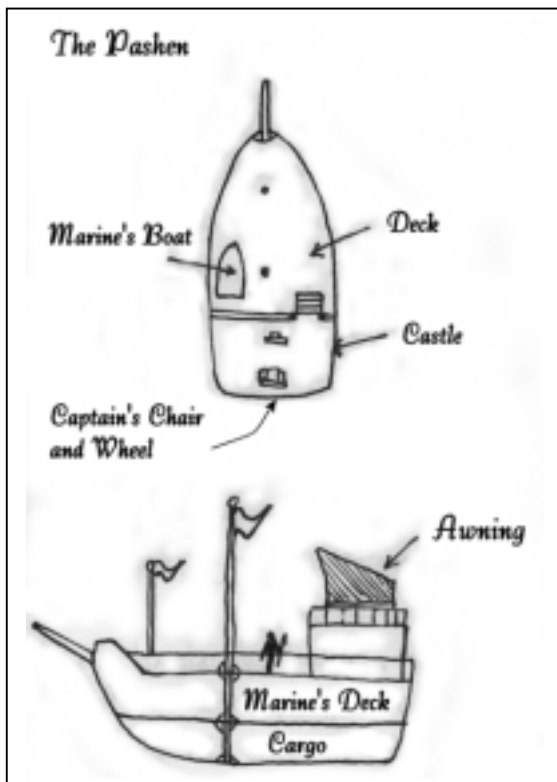 The Pashen
Marine's Boat
Deck
Castle
Captain's Chair
and Wheel
Awning
Marine's Deck
Cargo